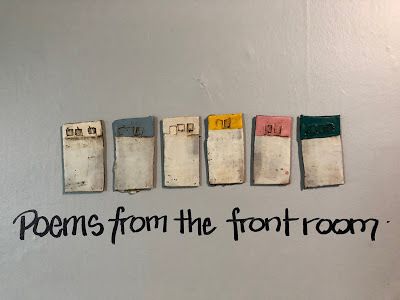 Poems from the front room.